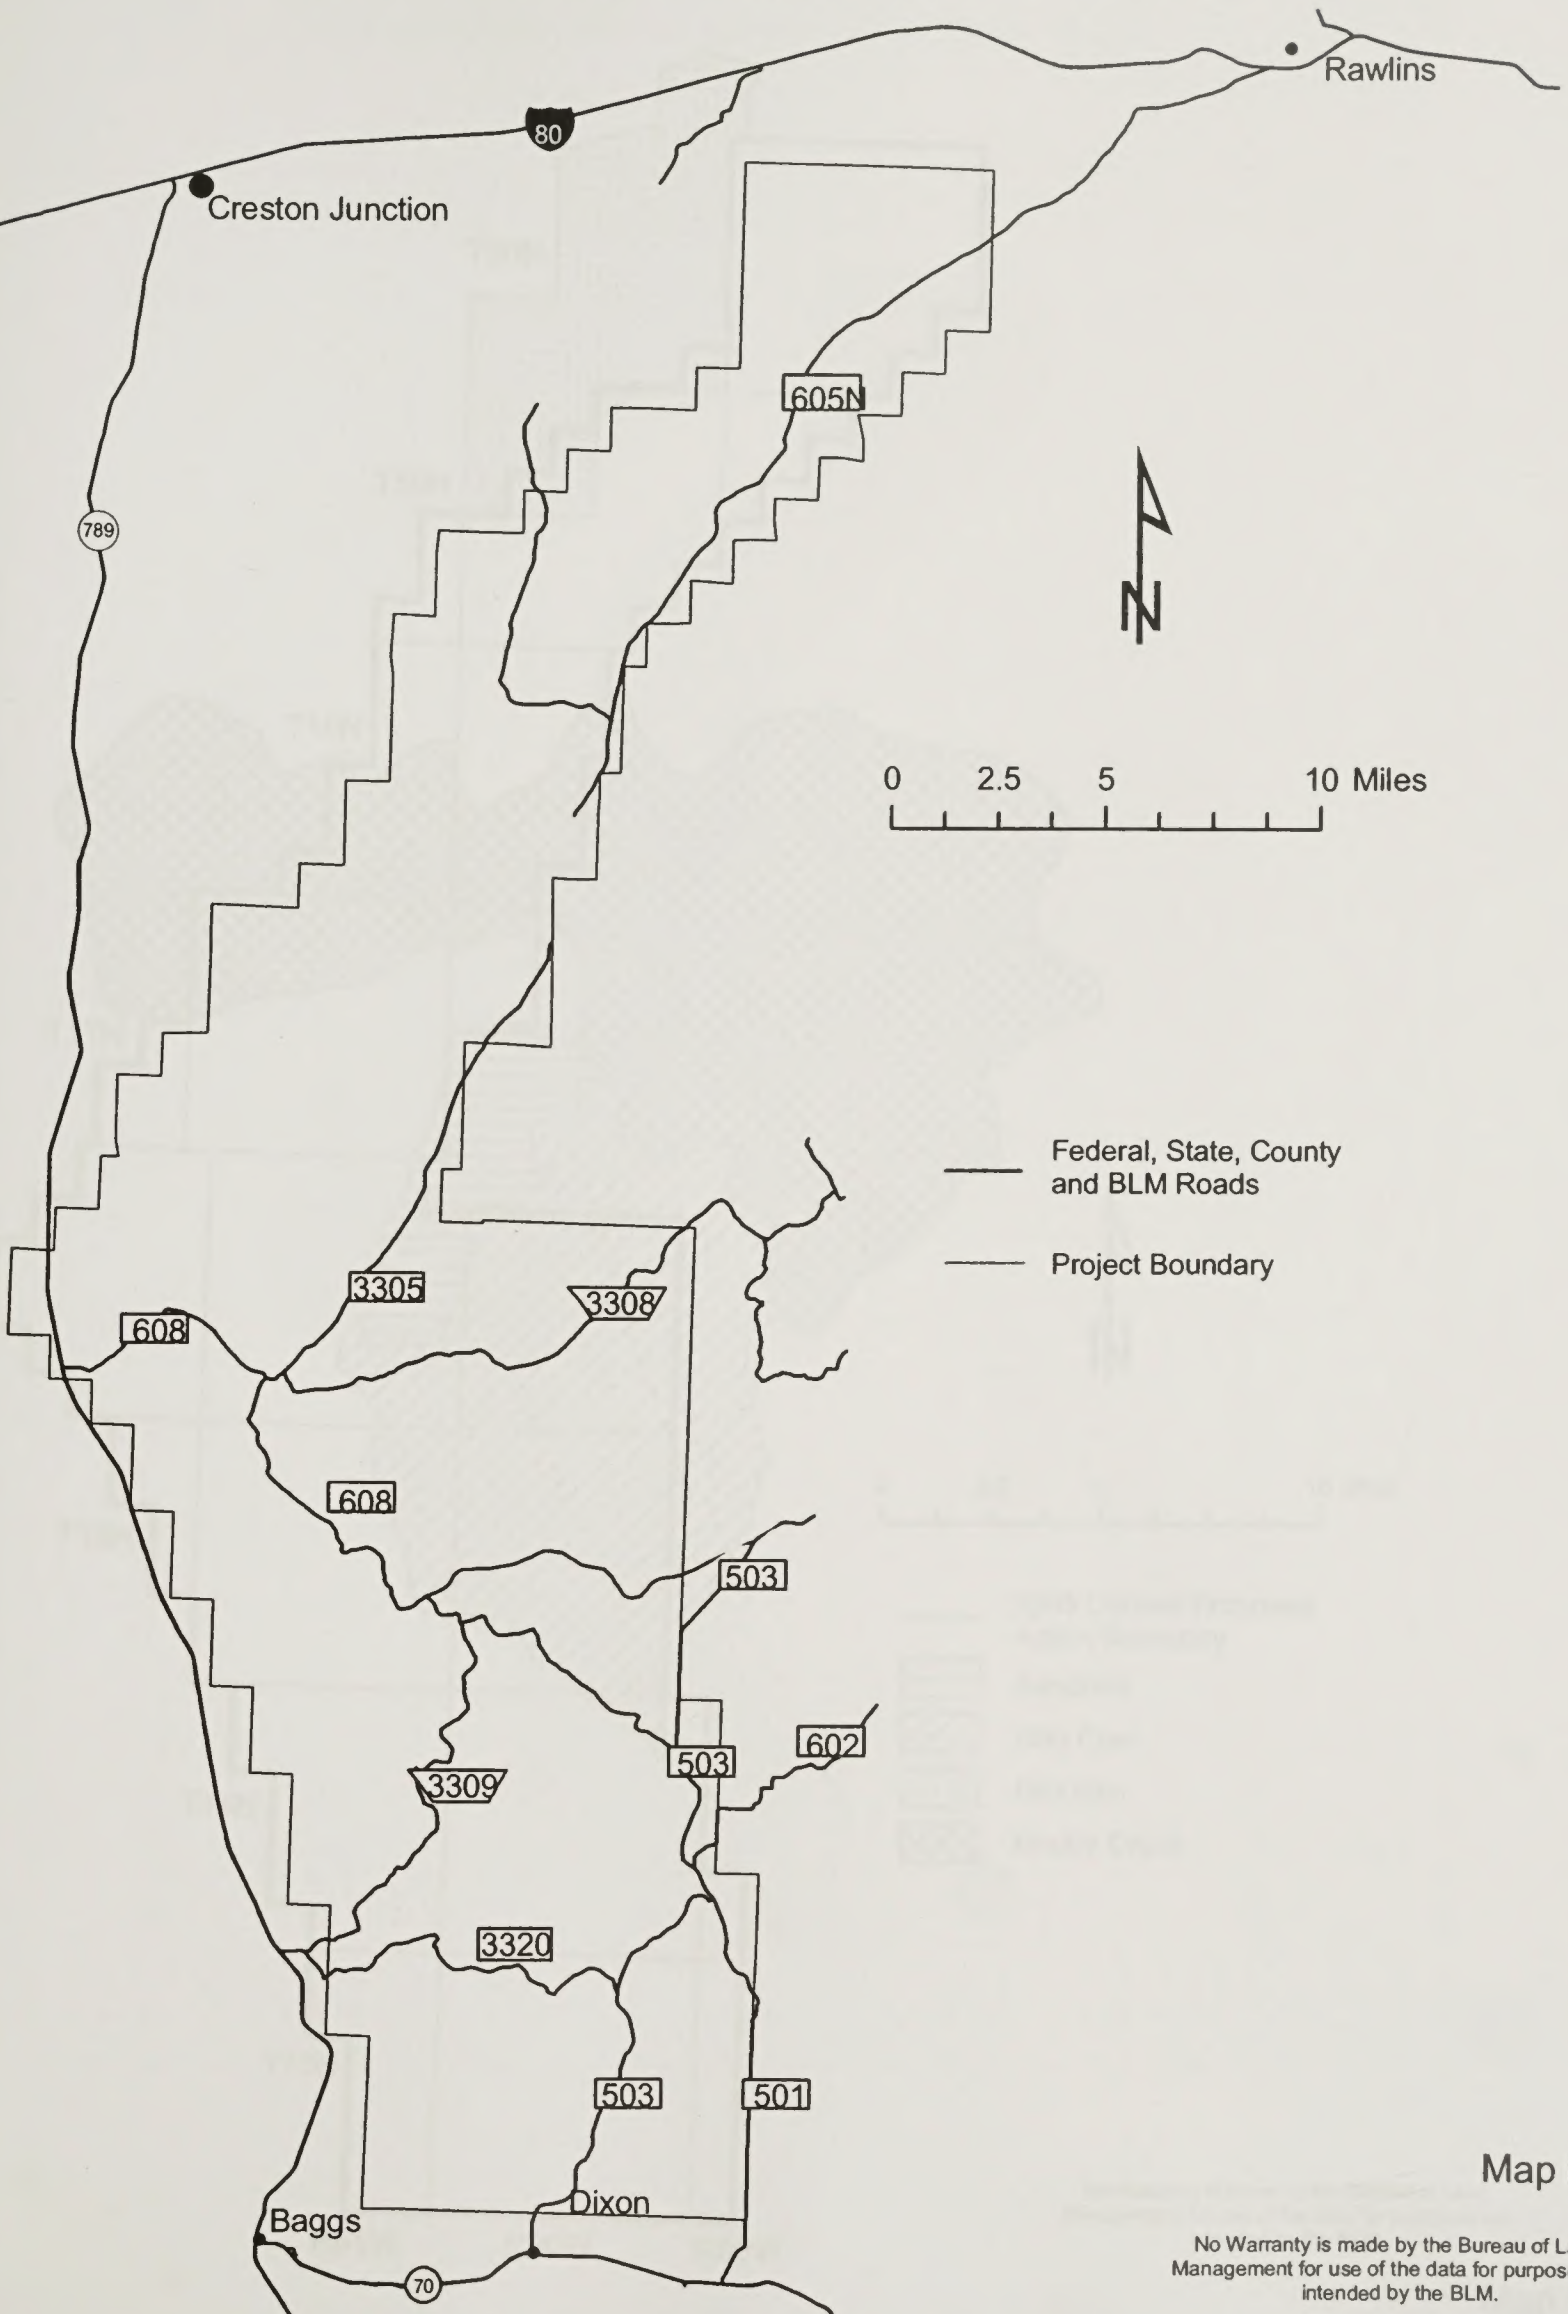 Rawlins
80
Creston Junction
605N
789
N
0 2.5 5 10 Miles
Federal, State, County
and BLM Roads
Project Boundary
3305
3308
608
608
503
503
602
3309
3320
503
501
Map
Dixon
Baggs
No Warranty is made by the Bureau of L
Management for use of the data for purpos
intended by the BLM.
70